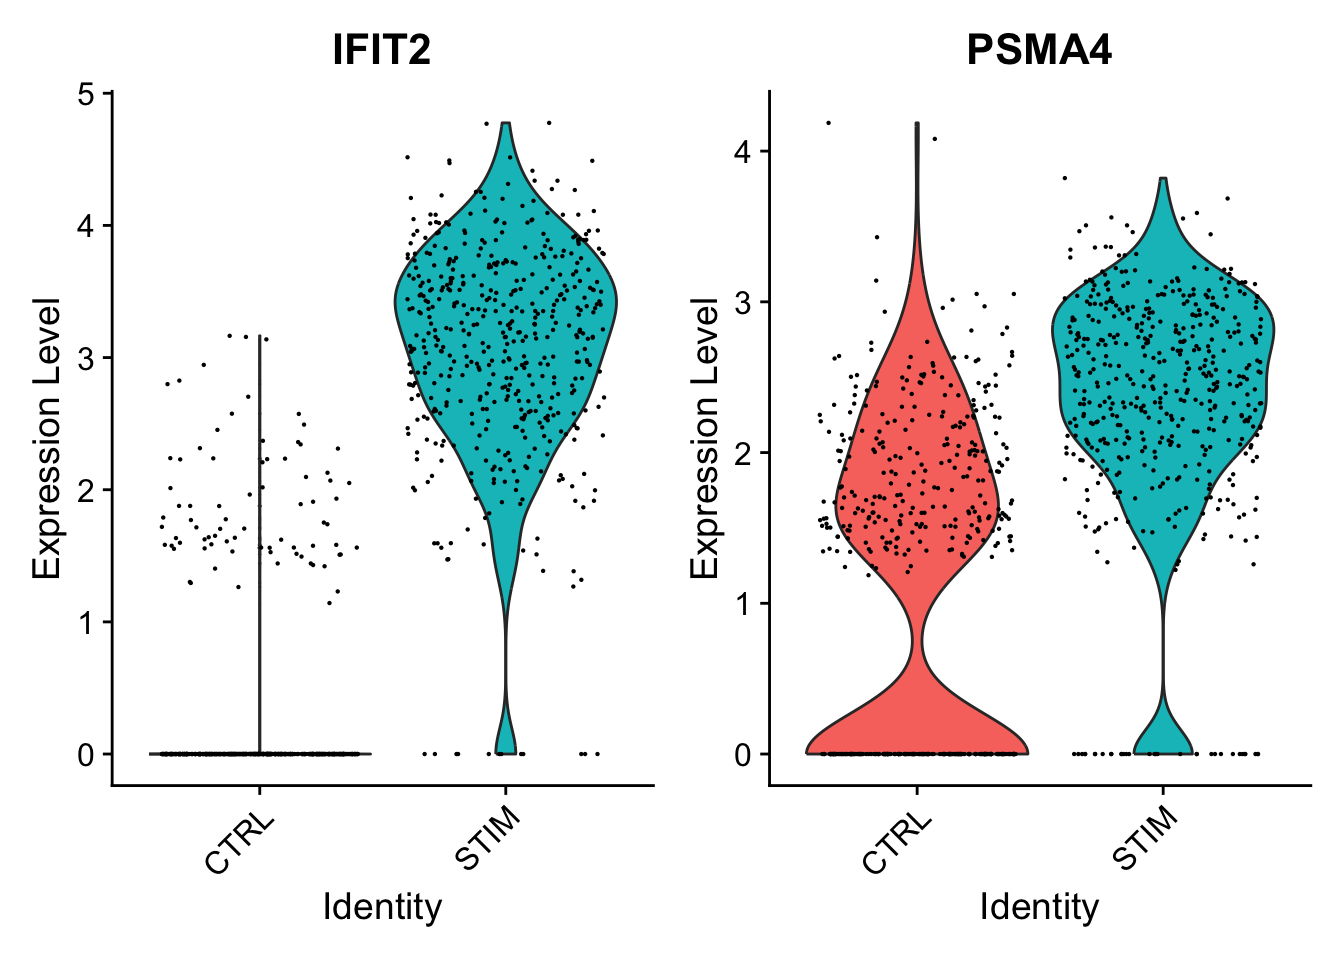 IFIT2
Expression Level
5
4
3
2
1
0
CTRL
STIM
Identity
PSMA4
Expression Level
4
3
2
1
0
CTRL
STIM
Identity